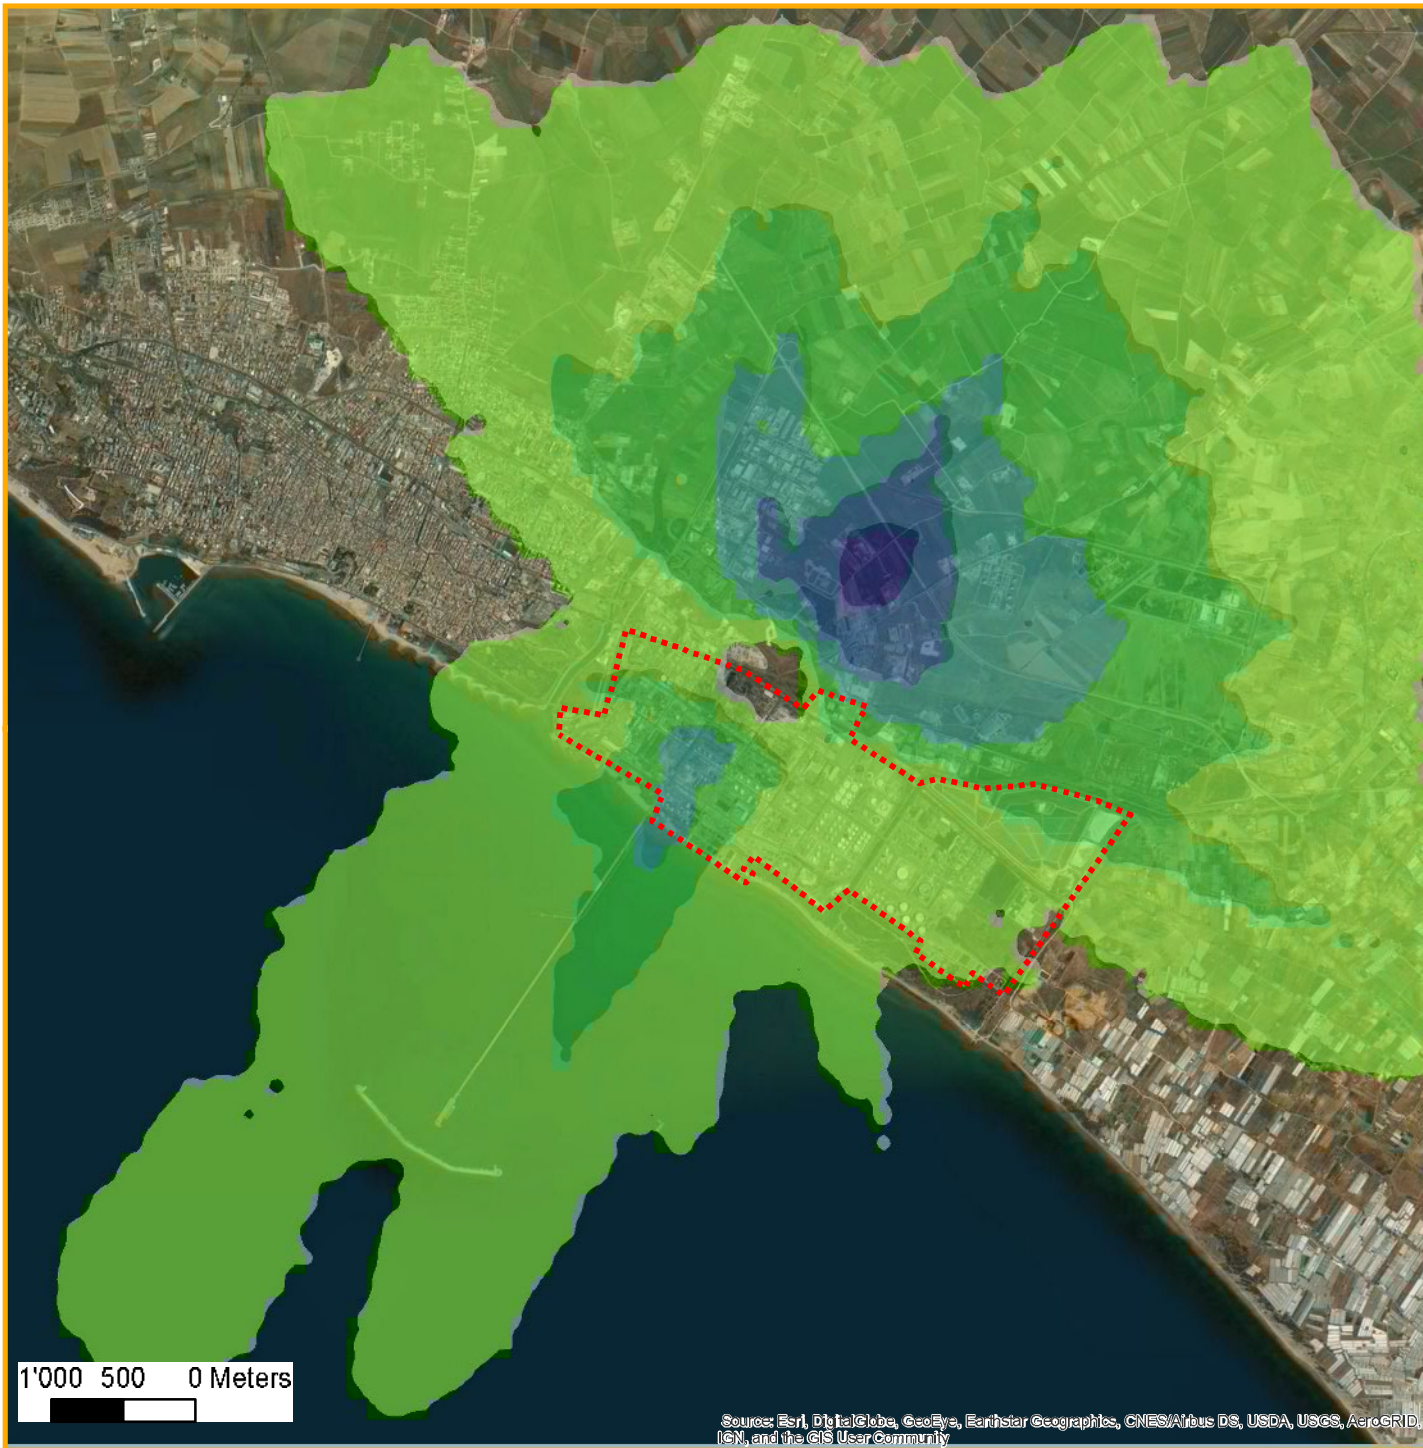 1'000 500 0 Meters
Source: Esri, DigitalGlobe, GeoEye, Earthstar Geographics, CNES/Airbus DS, USDA, USGS, AeroGRID,
IGN, and the GIS User Community